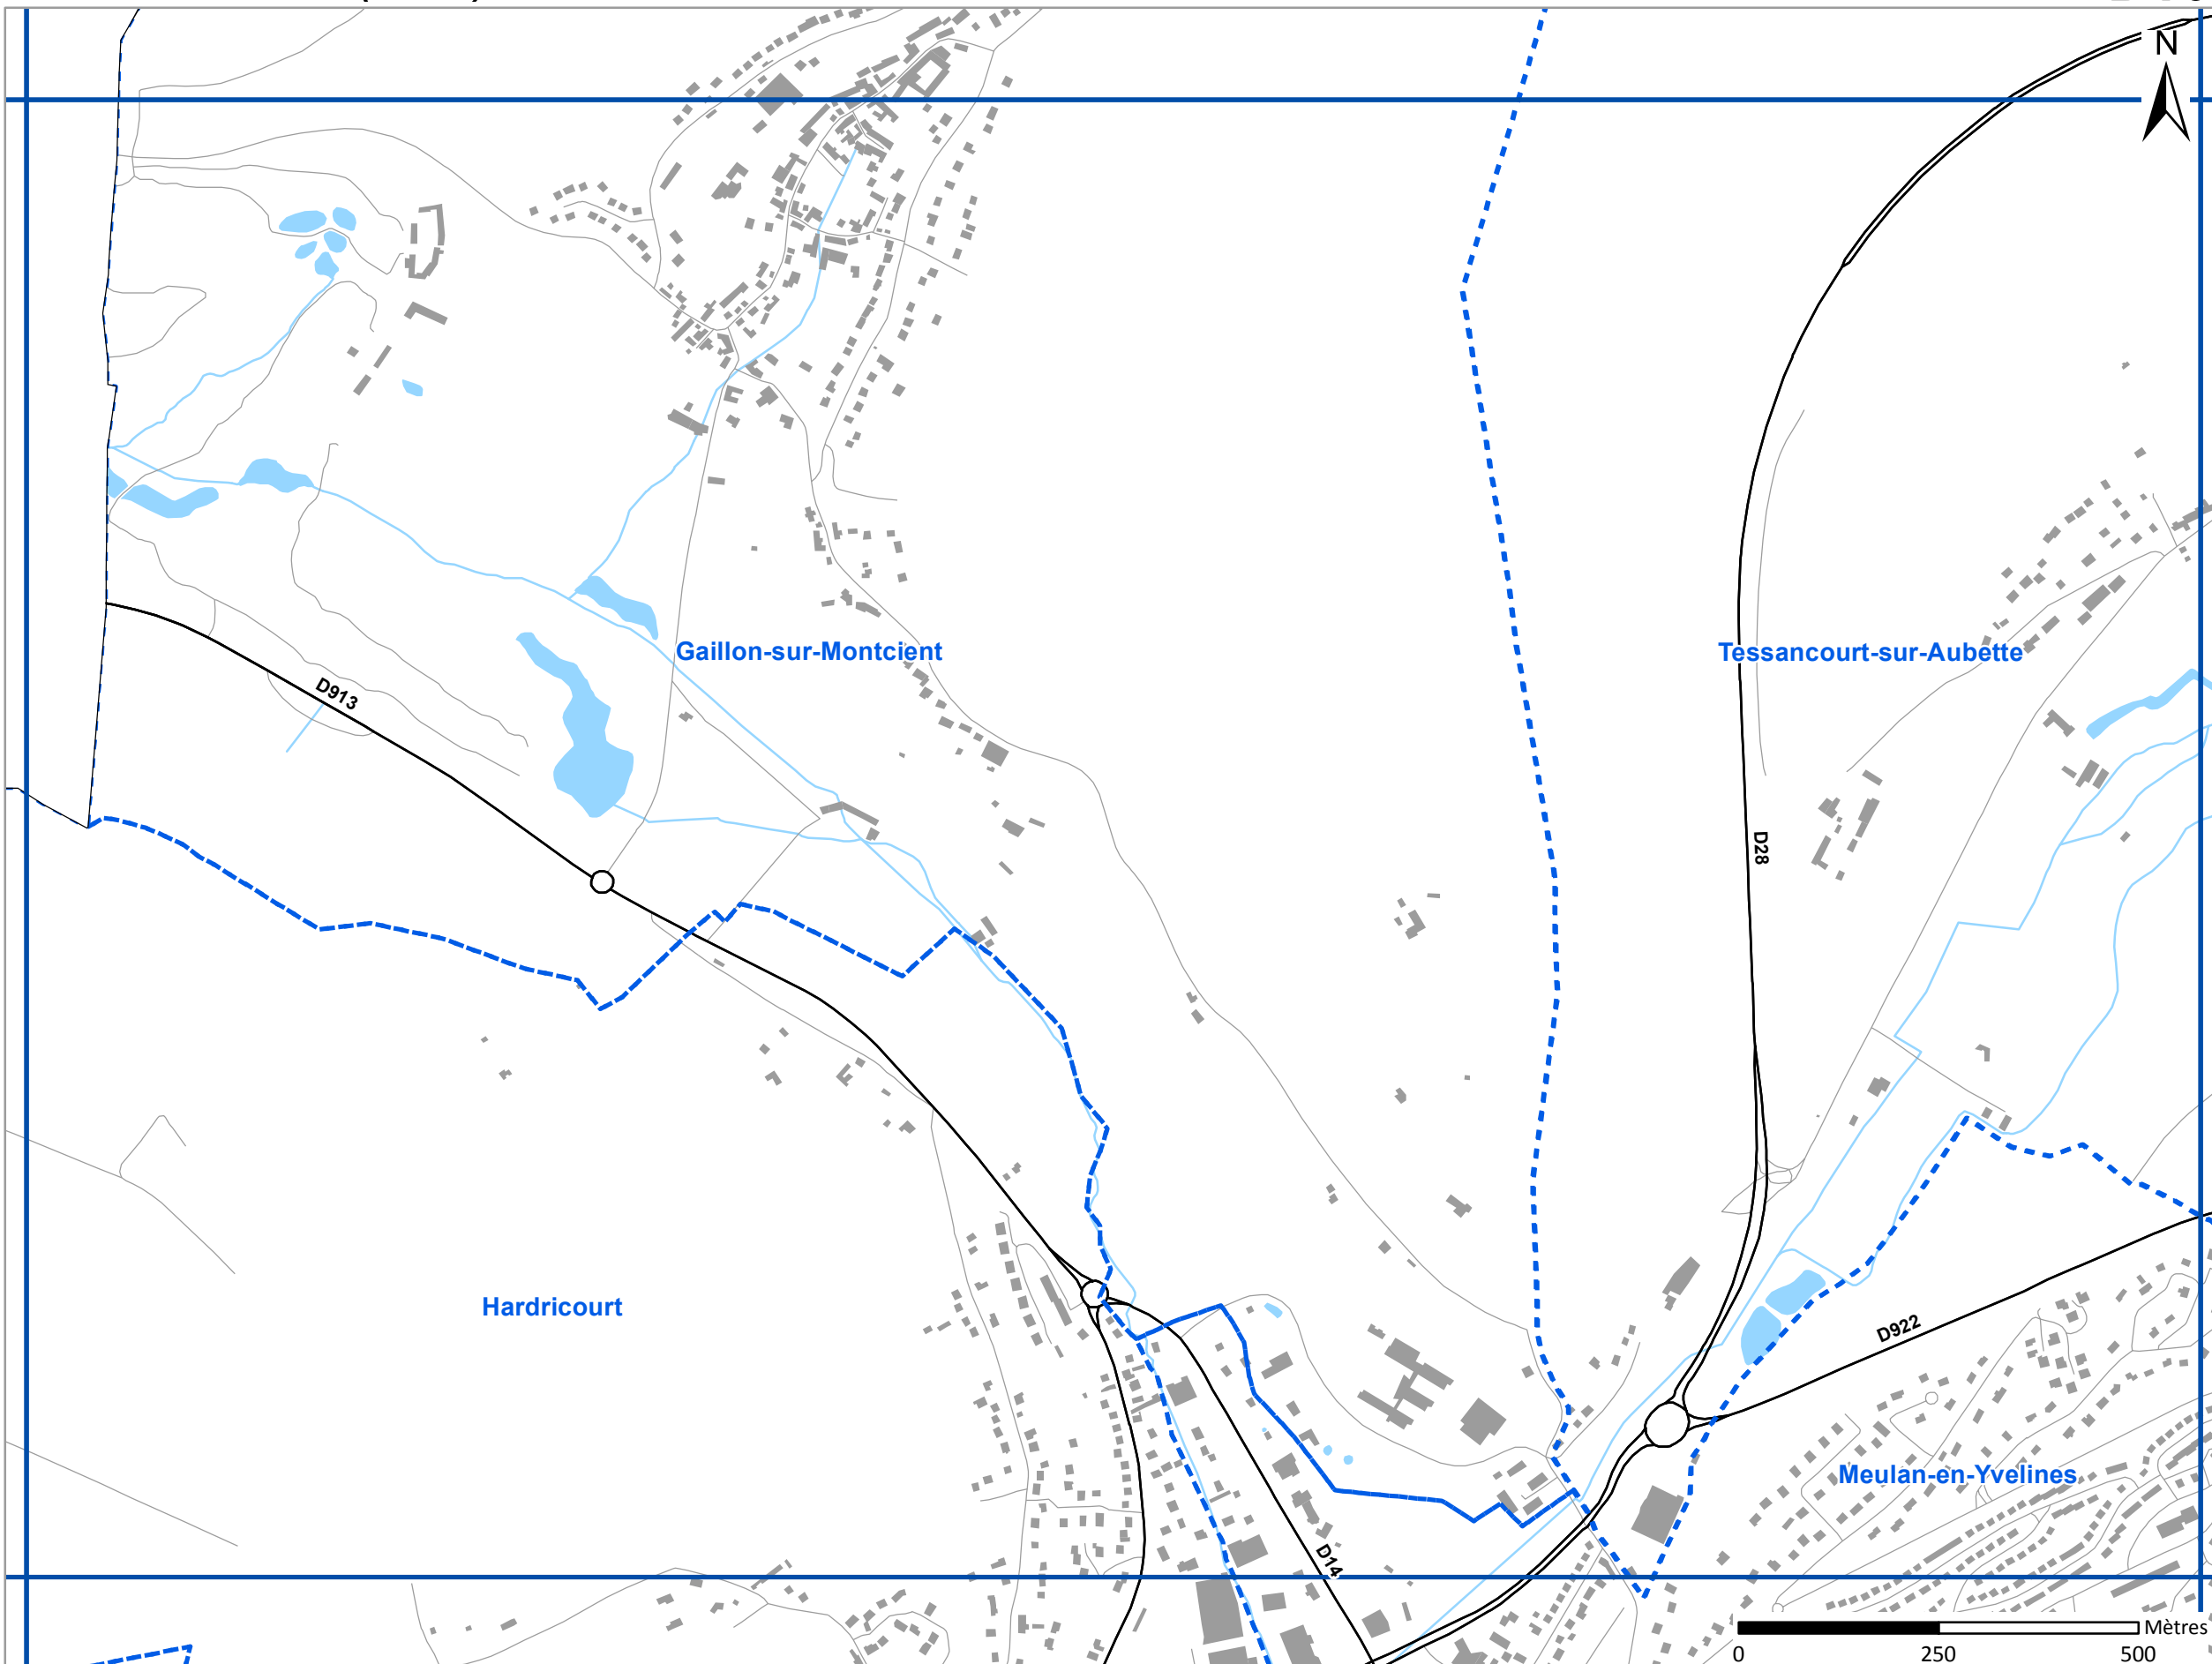 N
Gaillon-sur-Montcient
Tessancourt-sur-Aubette
D913
D28
Hardricourt
D922
Meulan-en-Yvelines
D14
Mètres
0 250 500